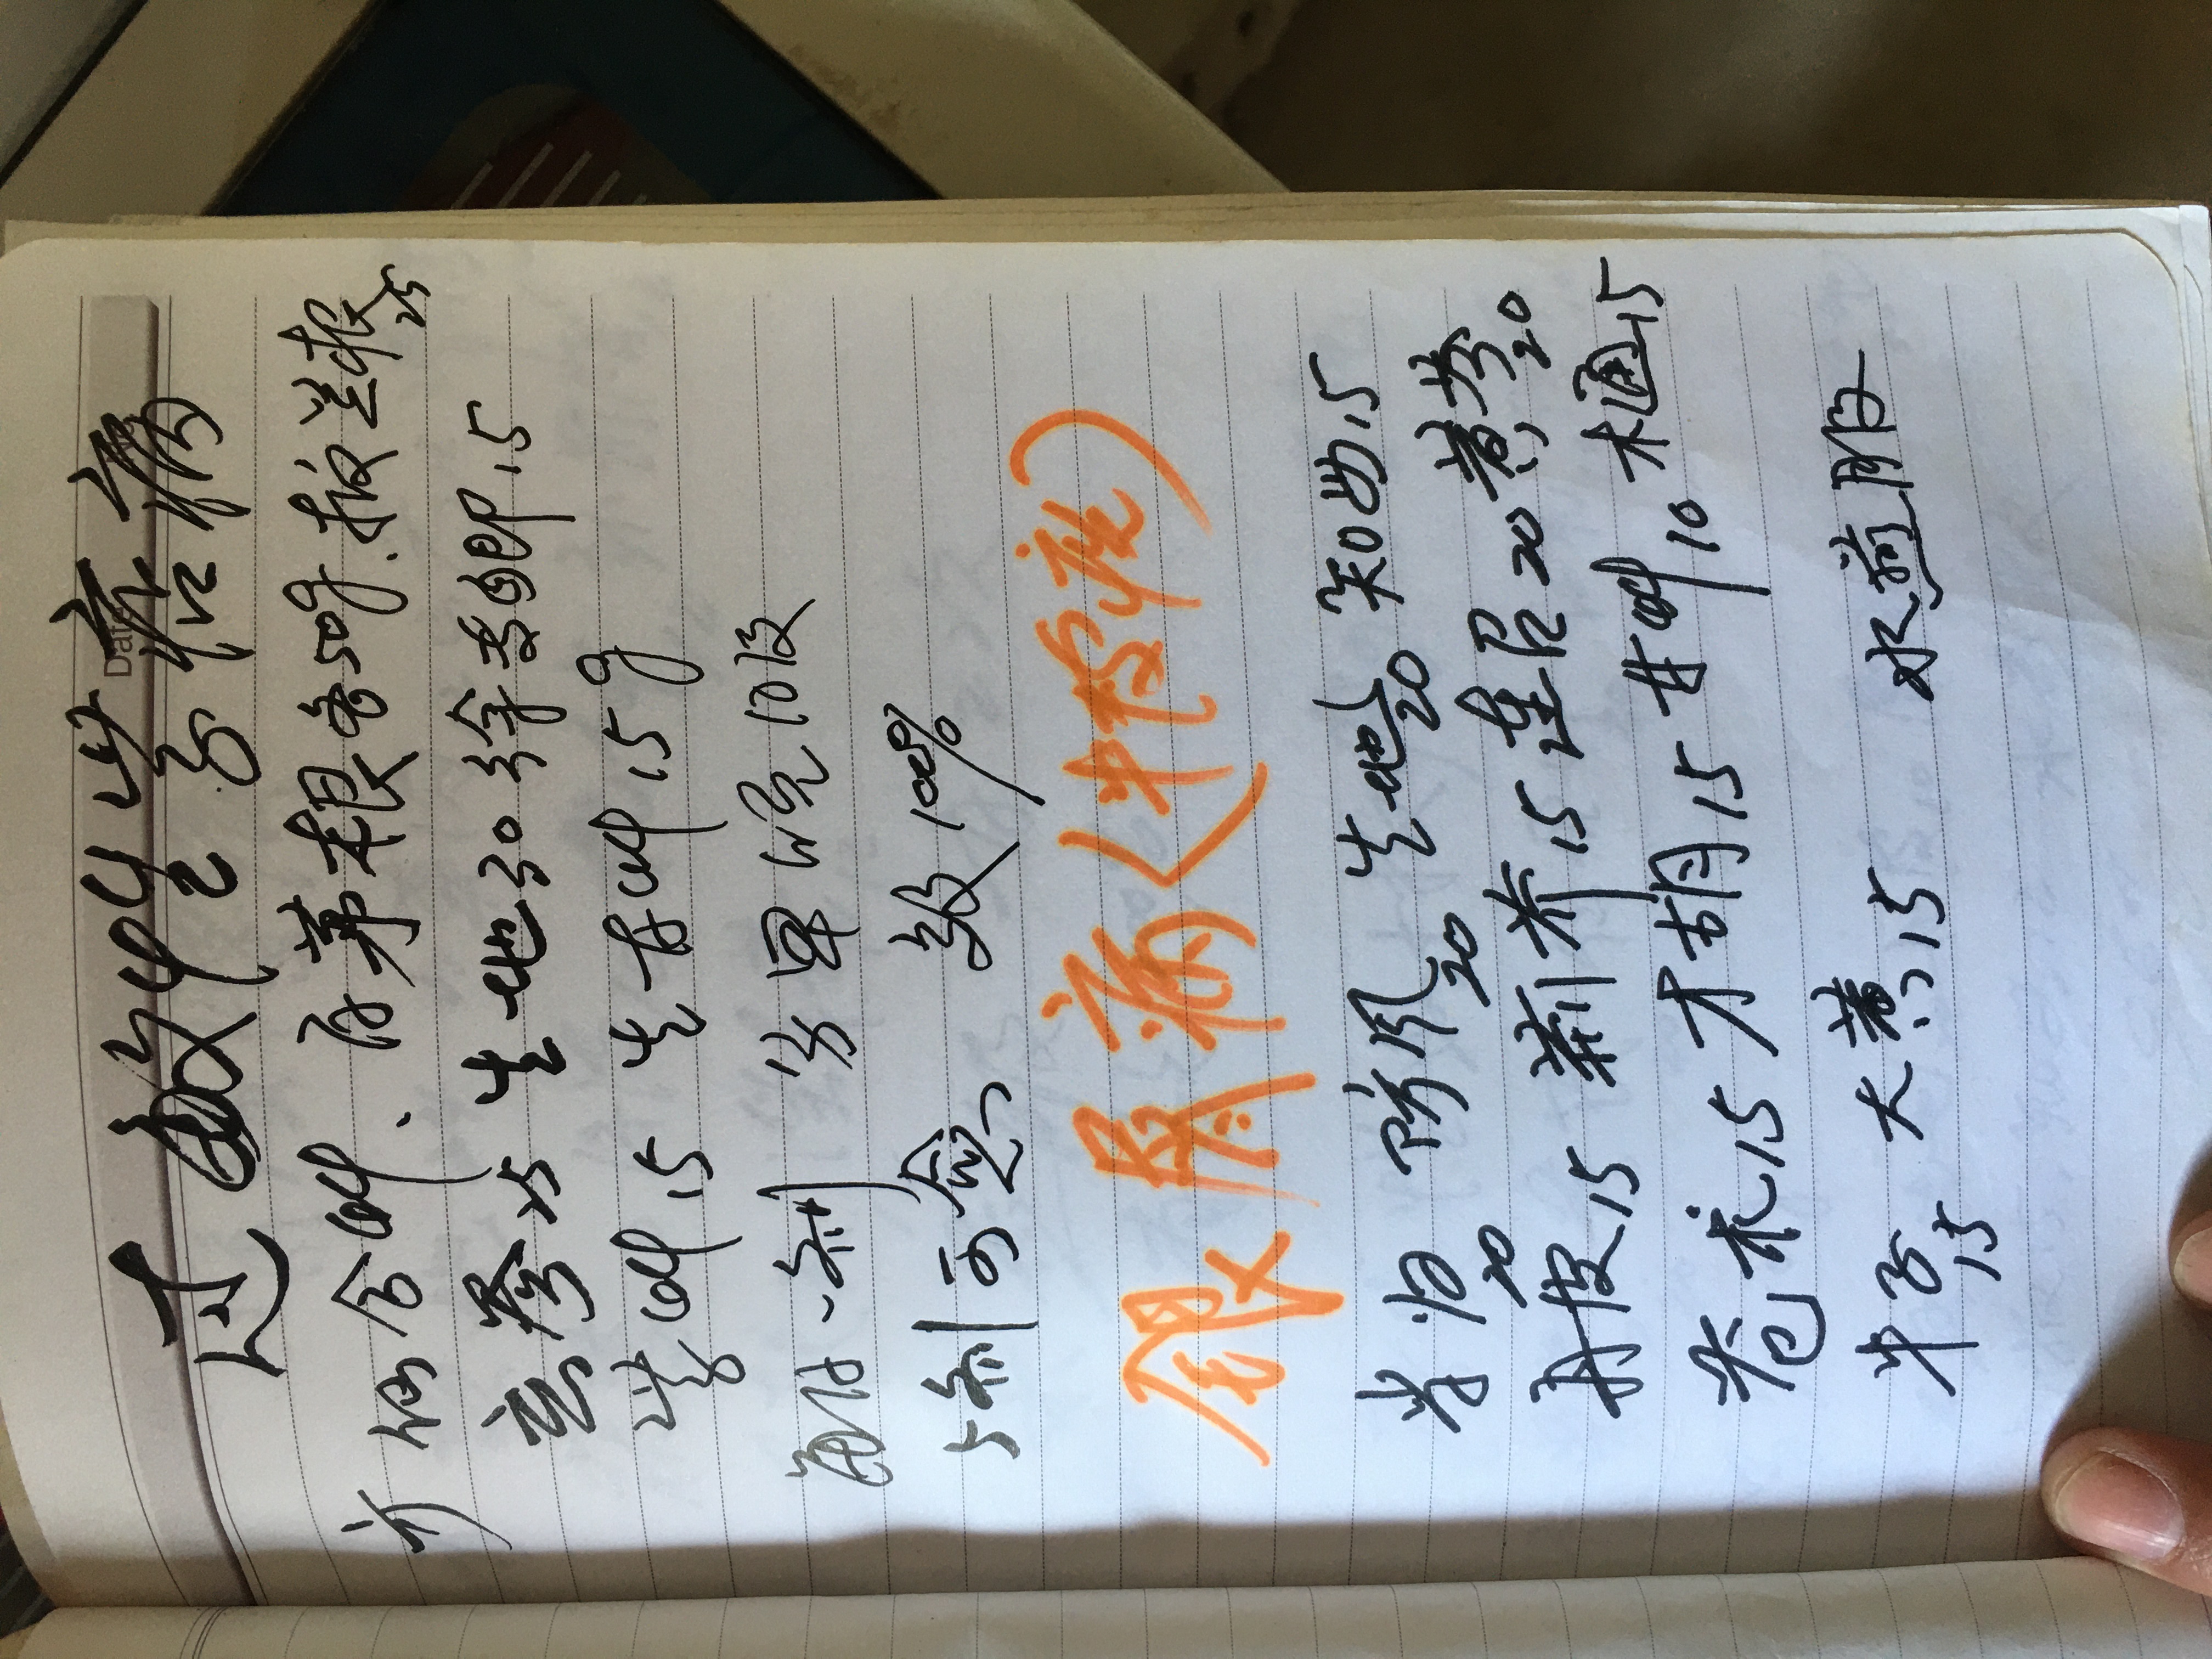 Date
过敏性紫癜病
方 仙合草、白茅根各50g、板兰根25
玄参25 生地30 徐长卿15
紫草15 生甘草15g
每日一剂 分早晚10服
5剂可愈 效100%
银屑病(牛皮疣)
当归20 防风20 生地20 知母15
丹皮15 荆芥15 连召20 黄芩20
苍术15 才胡15 甘草10 木通15
牛子15 大黄15 水煎服